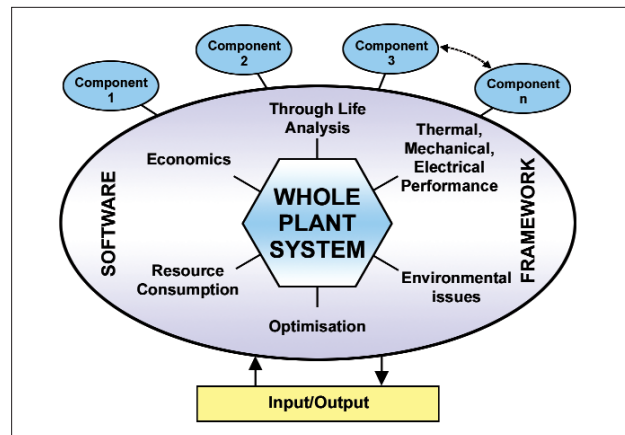 Component
1
Component
2
Component
3
Component
n
Through Life
Analysis
Thermal,
Mechanical,
Electrical
Performance
Economics
SOFTWARE
WHOLE
PLANT
SYSTEM
FRAMEWORK
Resource
Consumption
Environmental
issues
Optimisation
Input/Output